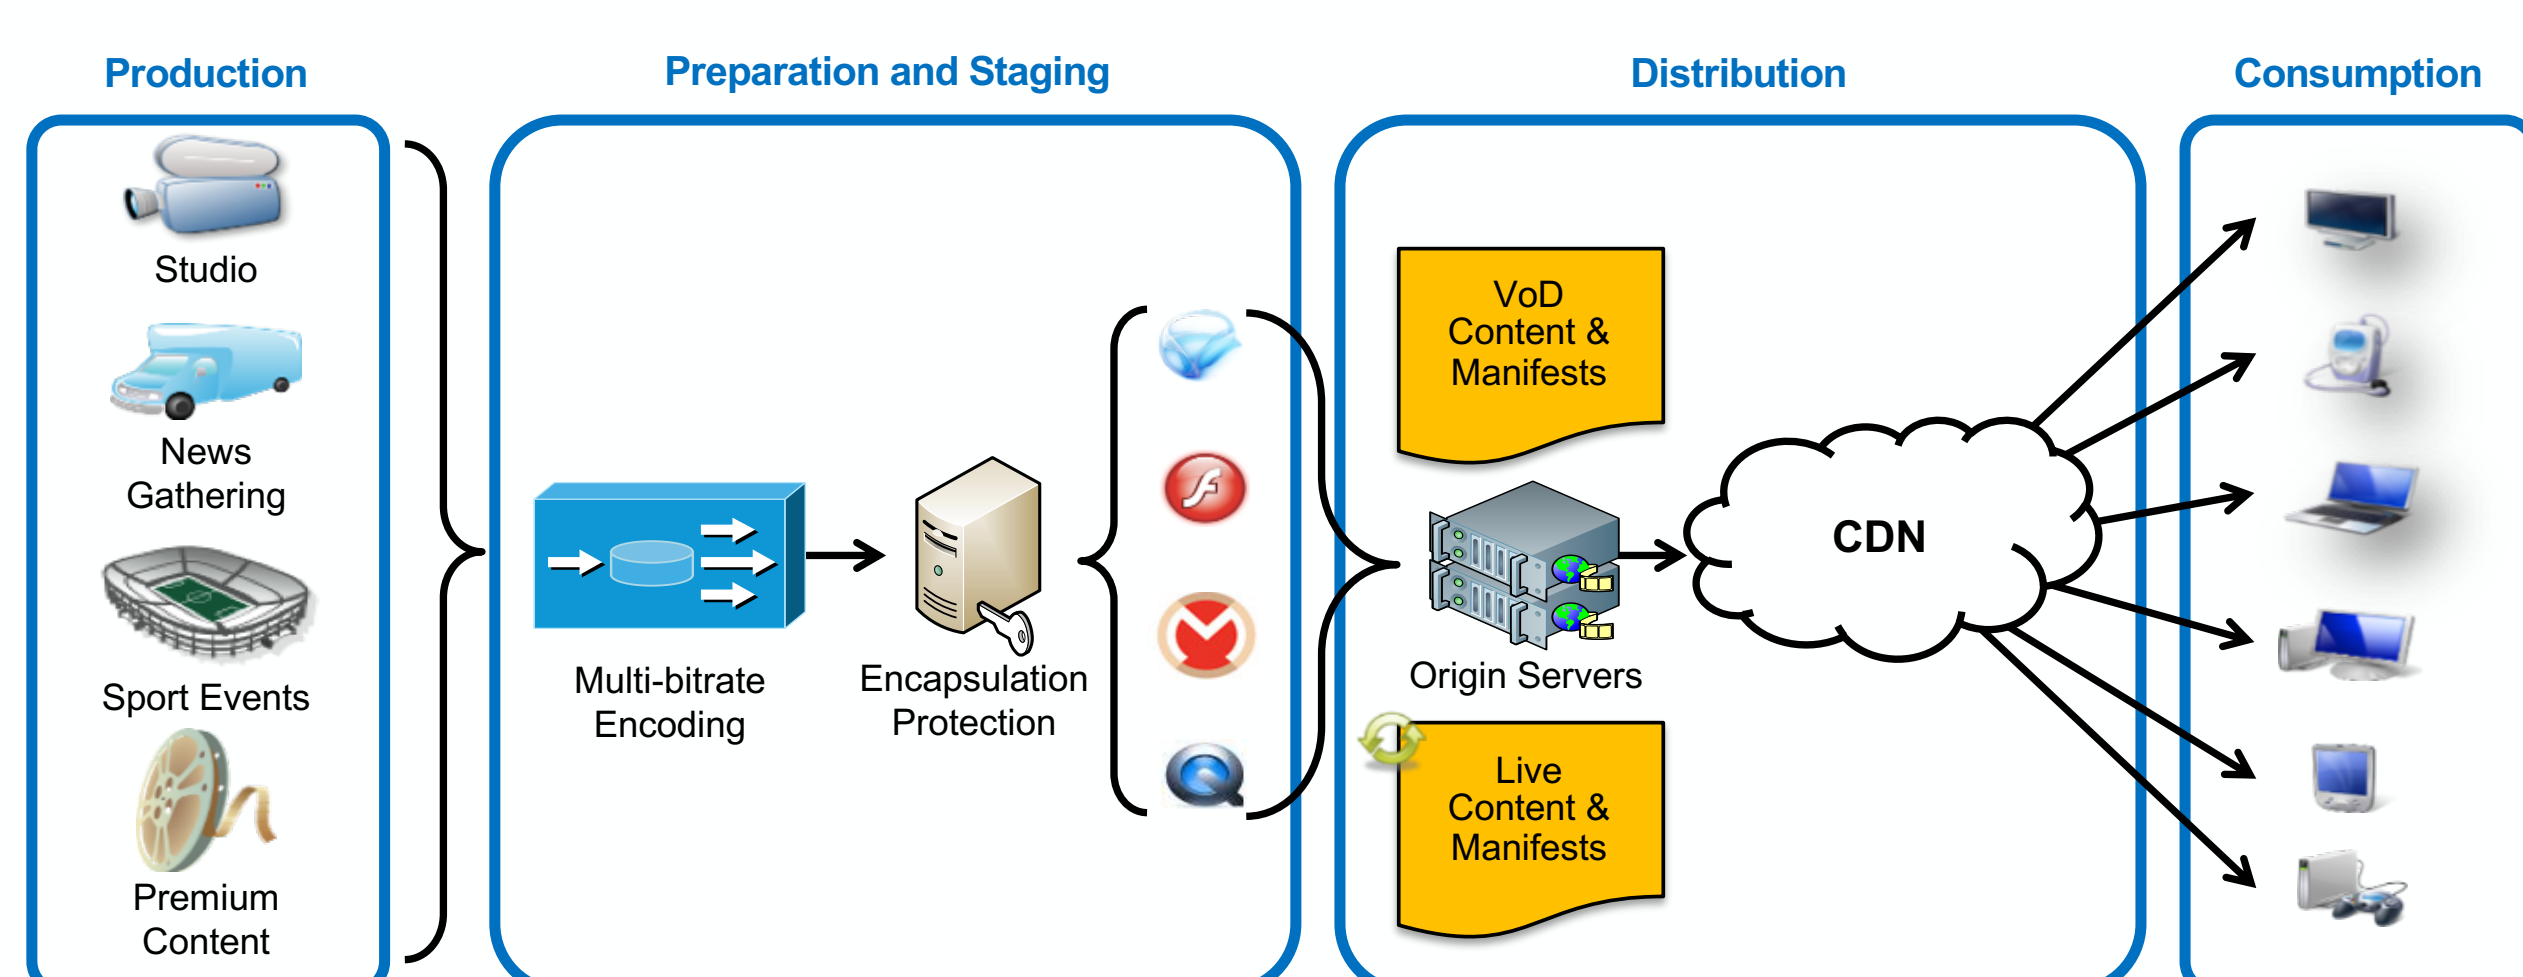 Production
Preparation and Staging
Distribution
Consumption
Studio
News
Gathering
Sport Events
Premium
Content
Multi-bitrate
Encoding
Encapsulation
Protection
VoD
Content &
Manifests
Origin Servers
Live
Content &
Manifests
CDN